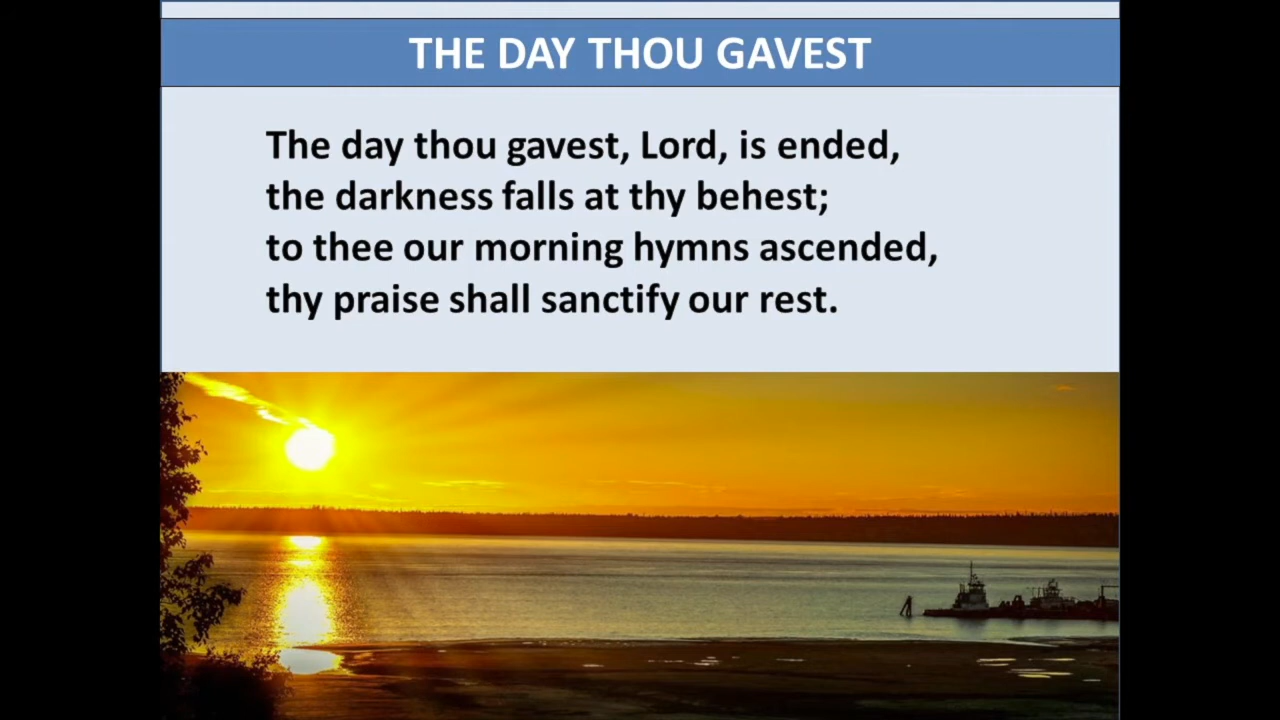 THE DAY THOU GAVEST
The day thou gavest, Lord, is ended,
the darkness falls at thy behest;
to thee our morning hymns ascended,
thy praise shall sanctify our rest.